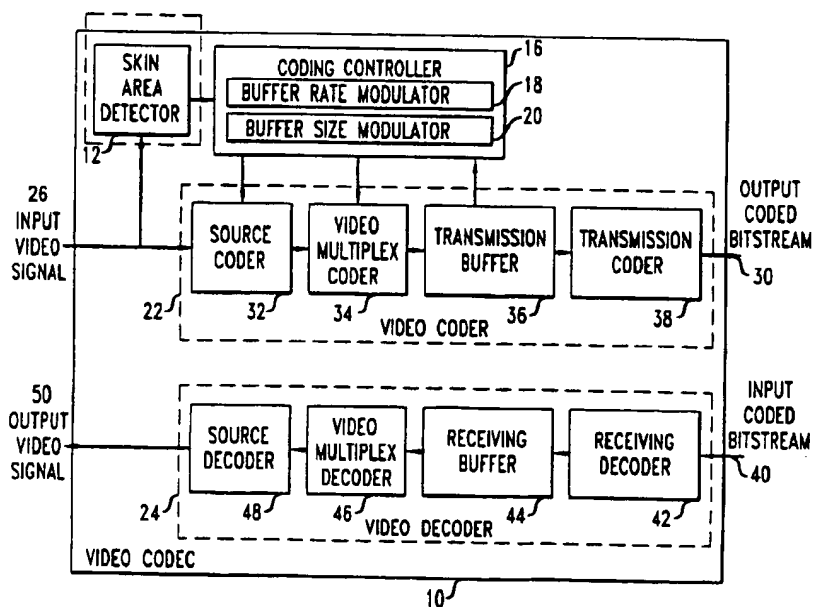 SKIN
AREA
DETECTOR
12
CODING CONTROLLER
BUFFER RATE MODULATOR
BUFFER SIZE MODULATOR
16
18
20
26
INPUT
VIDEO
SIGNAL
SOURCE
CODER
32
VIDEO
MULTIPLEX
CODER
34
TRANSMISSION
BUFFER
36
TRANSMISSION
CODER
38
OUTPUT
CODED
BITSTREAM
30
22
VIDEO CODER
50
OUTPUT
VIDEO
SIGNAL
SOURCE
DECODER
48
VIDEO
MULTIPLEX
DECODER
46
RECEIVING
BUFFER
44
RECEIVING
DECODER
42
INPUT
CODED
BITSTREAM
40
24
VIDEO DECODER
VIDEO CODEC
10